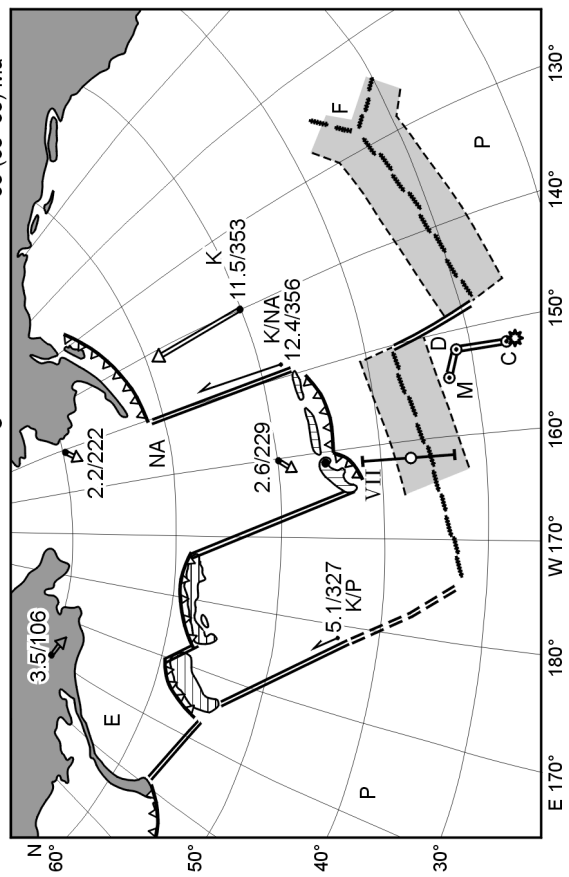 3.5/106
2.2/222
NA
K
11.5/353
K/NA
12.4/356
2.6/229
5.1/327
K/P
E
P
F
P
VIII
D
M
C
N
60°
50°
40°
30°
E 170°
180°
W 170°
160°
150°
140°
130°